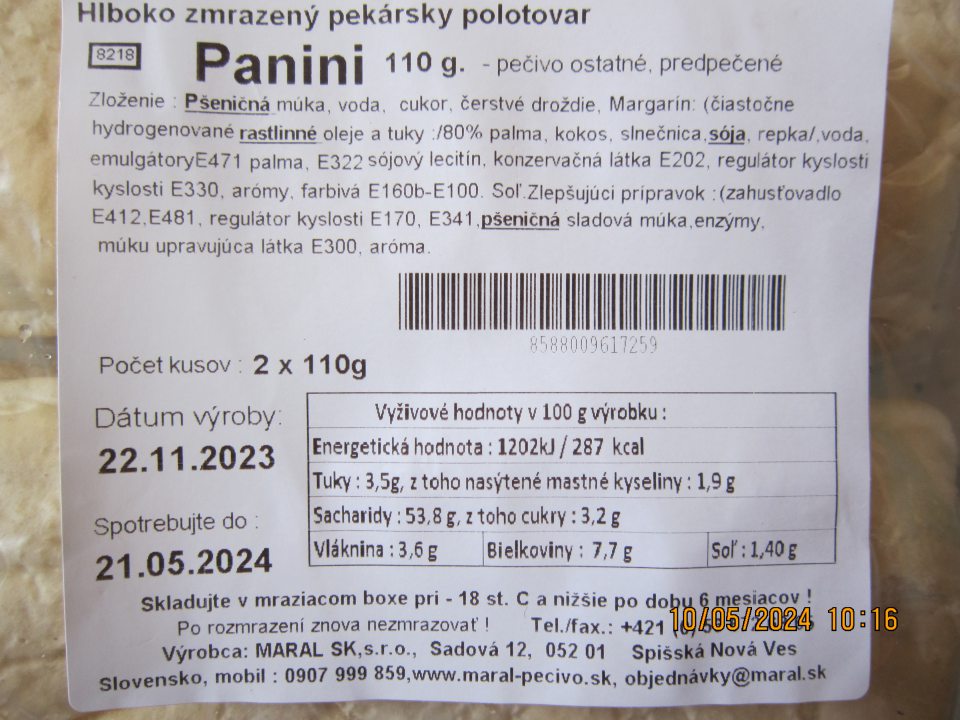 Hlboko zmrazený pekársky polotovar
8218 Panini 110 g. - pečivo ostatné, predpečené
Zloženie : Pšeničná múka, voda, cukor, čerstvé droždie, Margarín: (čiastočne
hydrogenované rastlinné oleje a tuky :/80% palma, kokos, slnečnica,sója, repka/,voda,
emulgátoryE471 palma, E322 sójový lecitín, konzervačná látka E202, regulátor kyslosti
kyslosti E330, arómy, farbivá E160b-E100. Soľ.Zlepšujúci prípravok :(zahusťovadlo
E412,E481, regulátor kyslosti E170, E341,pšeničná sladová múka,enzýmy,
múku upravujúca látka E300, aróma.
8588009617259
Počet kusov : 2 x 110g
Dátum výroby:
22.11.2023
Spotrebujte do :
21.05.2024
Vyživové hodnoty v 100 g výrobku :
Energetická hodnota : 1202kJ / 287 kcal
Tuky : 3,5g, z toho nasýtené mastné kyseliny : 1,9 g
Sacharidy : 53,8 g, z toho cukry : 3,2 g
Vláknina : 3,6 g Bielkoviny : 7,7 g Soľ : 1,40 g
Skladujte v mraziacom boxe pri - 18 st. C a nižšie po dobu 6 mesiacov !
Po rozmrazení znova nezmrazovať ! Tel./fax.: +421
10/05/2024 10:16
Výrobca: MARAL SK,s.r.o., Sadová 12, 052 01 Spišská Nová Ves
Slovensko, mobil : 0907 999 859,www.maral-pecivo.sk, objednávky@maral.sk